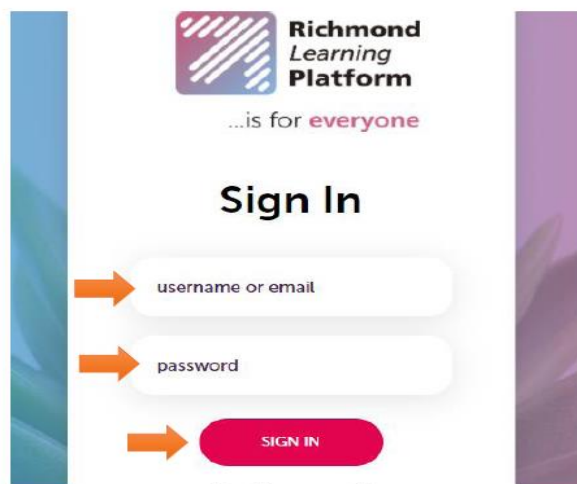 Richmond
Learning
Platform
...is for everyone
Sign In
username or email
password
SIGN IN